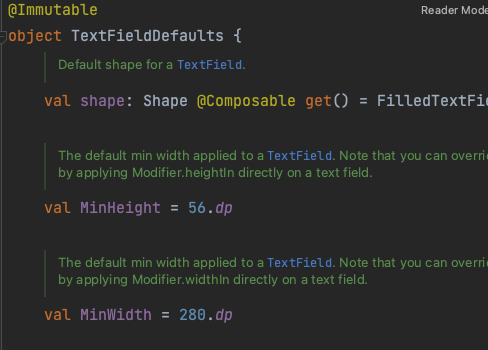 @Immutable
Reader Mode
object TextFieldDefaults {
Default shape for a TextField.
val shape: Shape @Composable get() = FilledTextFie
The default min width applied to a TextField. Note that you can overri
by applying Modifier.heightIn directly on a text field.
val MinHeight = 56.dp
The default min width applied to a TextField. Note that you can overri
by applying Modifier.widthIn directly on a text field.
val MinWidth = 280.dp